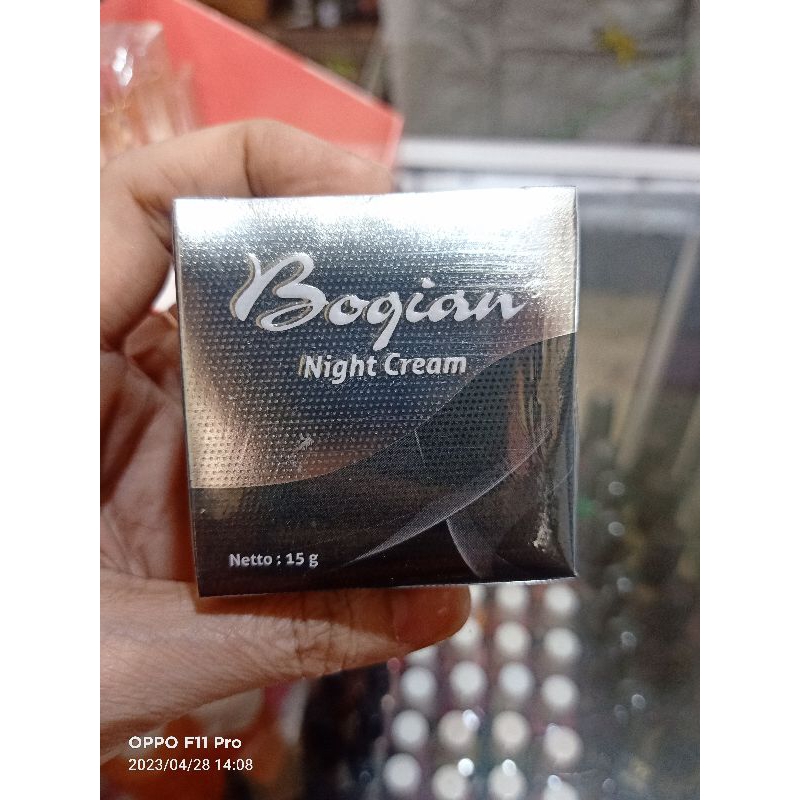 Bogian
Night Cream
Netto : 15 g
OPPO F11 Pro
2023/04/28 14:08